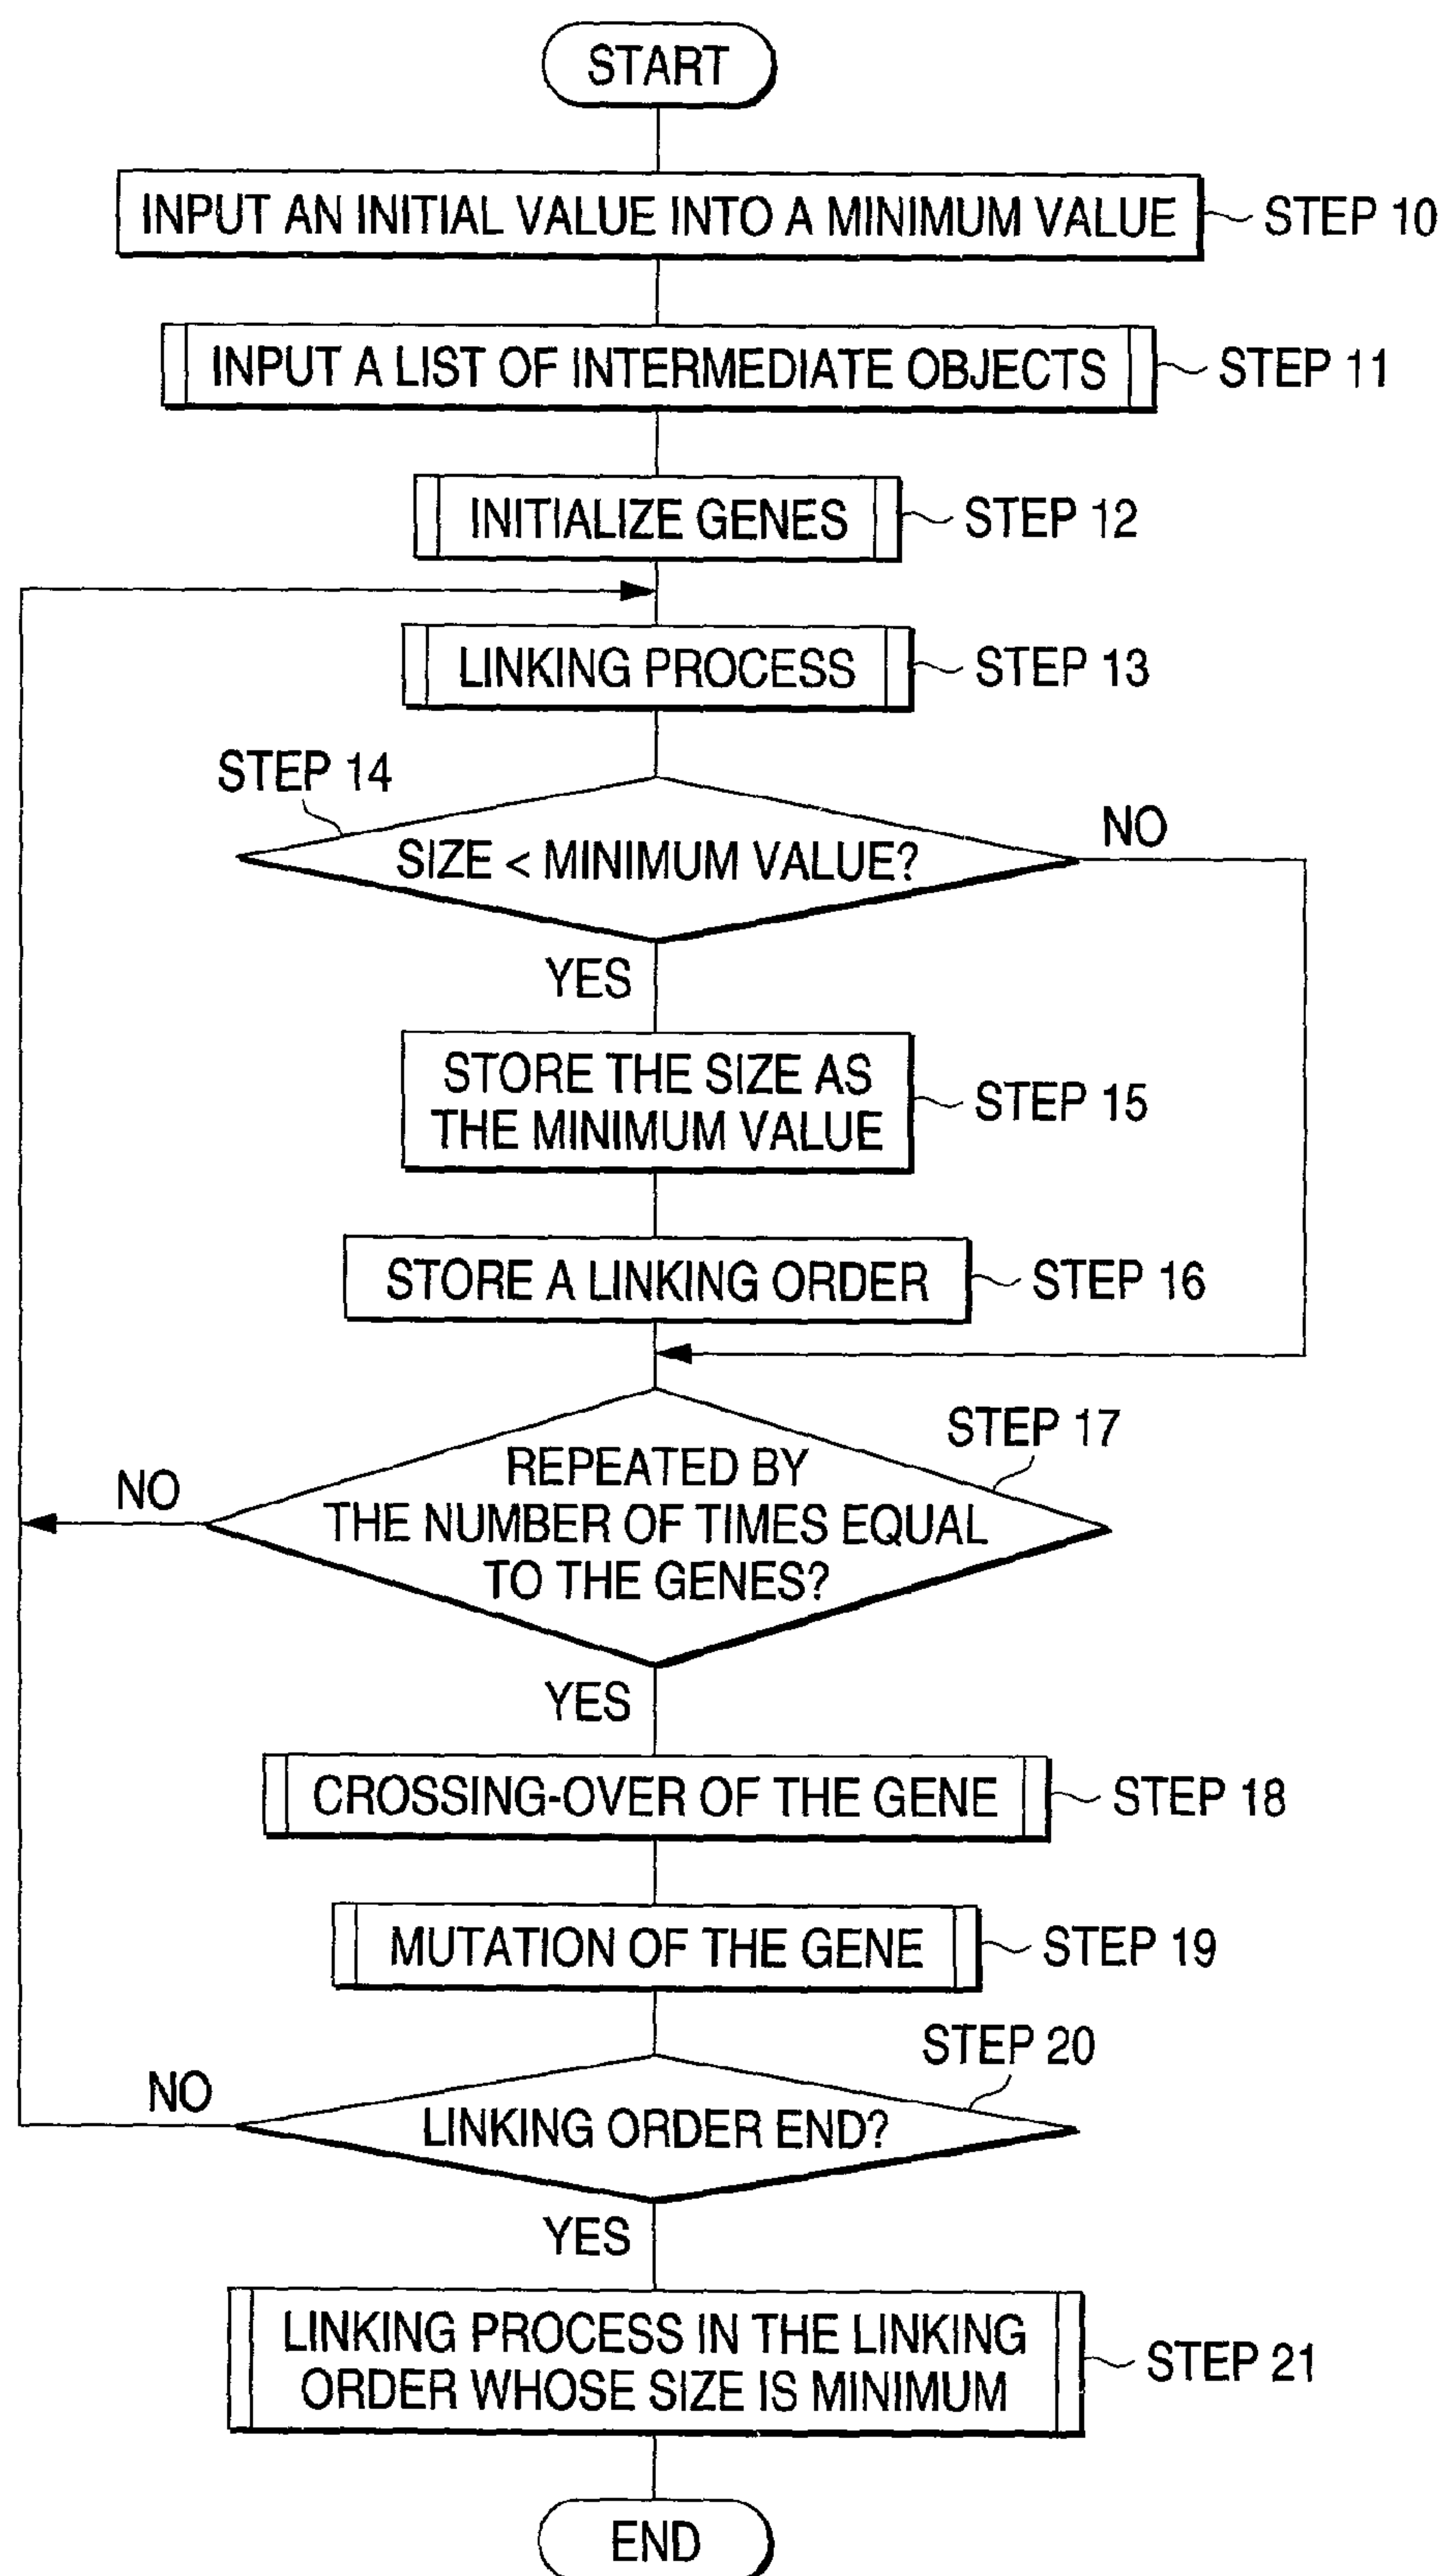 START
INPUT AN INITIAL VALUE INTO A MINIMUM VALUE
STEP 10
INPUT A LIST OF INTERMEDIATE OBJECTS
STEP 11
INITIALIZE GENES
STEP 12
LINKING PROCESS
STEP 13
STEP 14
SIZE < MINIMUM VALUE?
NO
YES
STORE THE SIZE AS
THE MINIMUM VALUE
STEP 15
STORE A LINKING ORDER
STEP 16
STEP 17
REPEATED BY
THE NUMBER OF TIMES EQUAL
TO THE GENES?
NO
YES
CROSSING-OVER OF THE GENE
STEP 18
MUTATION OF THE GENE
STEP 19
STEP 20
LINKING ORDER END?
NO
YES
LINKING PROCESS IN THE LINKING
ORDER WHOSE SIZE IS MINIMUM
STEP 21
END